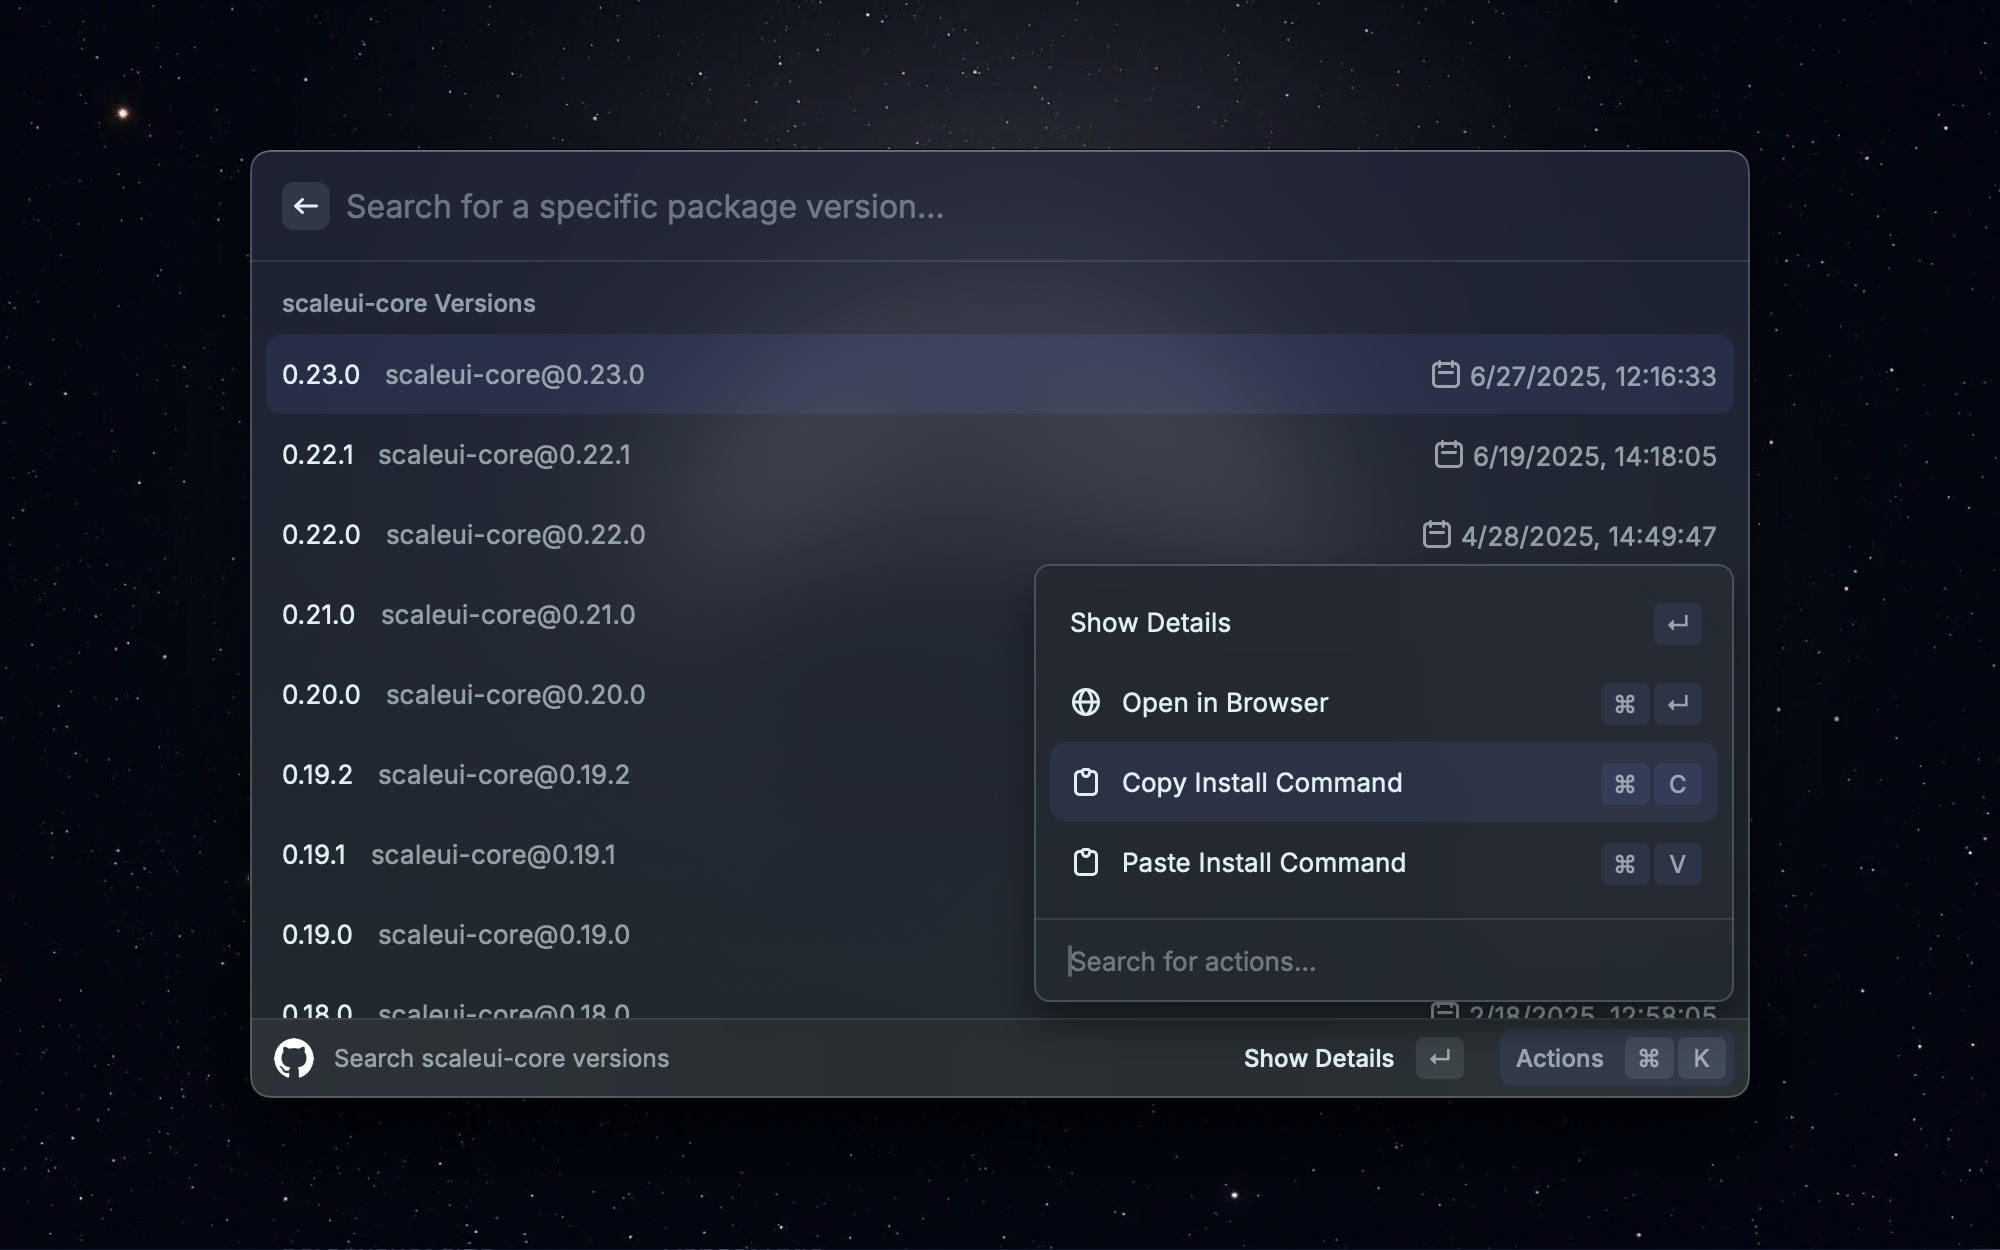 Search for a specific package version...
scaleui-core Versions
0.23.0 scaleui-core@0.23.0 6/27/2025, 12:16:33
0.22.1 scaleui-core@0.22.1 6/19/2025, 14:18:05
0.22.0 scaleui-core@0.22.0 4/28/2025, 14:49:47
0.21.0 scaleui-core@0.21.0
0.20.0 scaleui-core@0.20.0
0.19.2 scaleui-core@0.19.2
0.19.1 scaleui-core@0.19.1
0.19.0 scaleui-core@0.19.0
0.18.0 scaleui-core@0.18.0 2/18/2025, 12:58:05
Show Details ↵
Open in Browser ⌘ ↵
Copy Install Command ⌘ C
Paste Install Command ⌘ V
Search for actions...
Search scaleui-core versions Show Details ↵ Actions ⌘ K